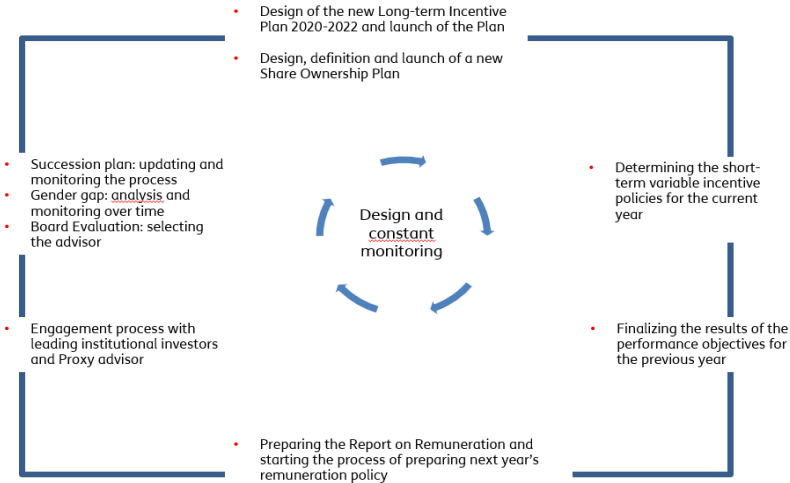 • Design of the new Long-term Incentive
Plan 2020-2022 and launch of the Plan
• Design, definition and launch of a new
Share Ownership Plan
• Succession plan: updating and
monitoring the process
• Gender gap: analysis and
monitoring over time
• Board Evaluation: selecting
the advisor
Design and
constant
monitoring
• Determining the short-
term variable incentive
policies for the current
year
• Engagement process with
leading institutional investors
and Proxy advisor
• Finalizing the results of the
performance objectives for
the previous year
• Preparing the Report on Remuneration and
starting the process of preparing next year’s
remuneration policy